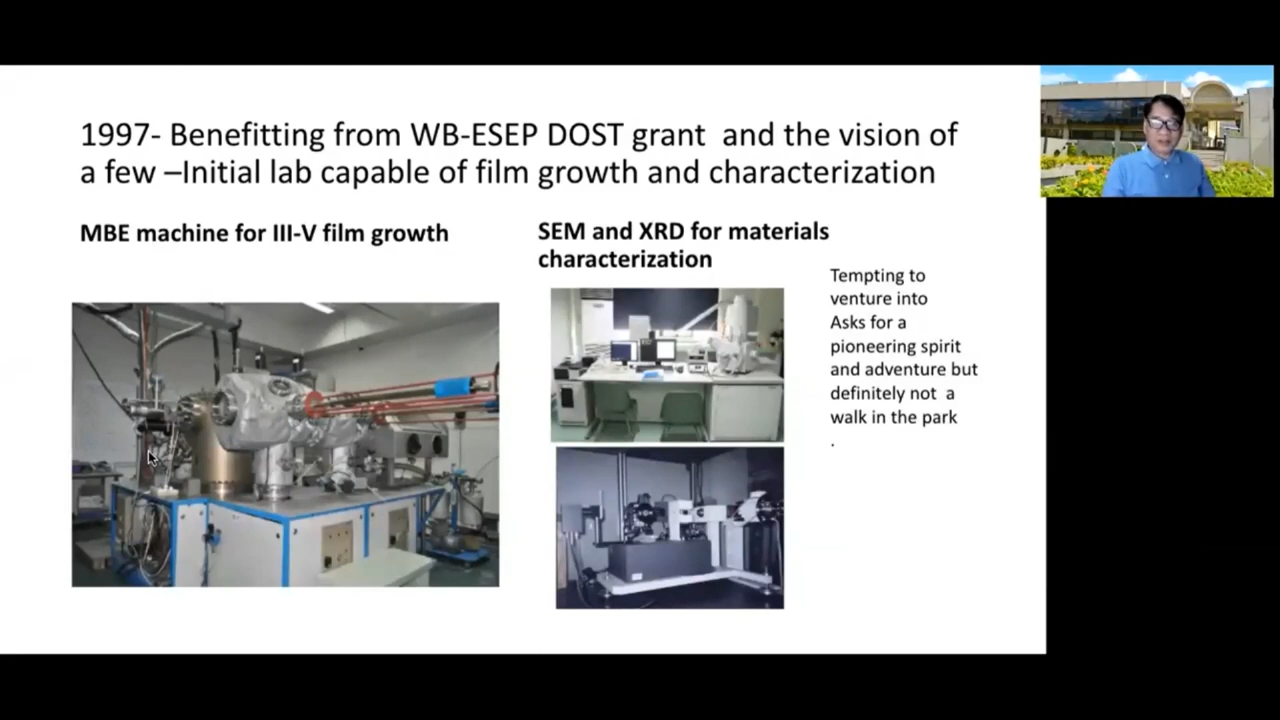 1997- Benefitting from WB-ESEP DOST grant  and the vision of
a few –Initial lab capable of film growth and characterization
MBE machine for III-V film growth
SEM and XRD for materials
characterization
Tempting to
venture into
Asks for a
pioneering spirit
and adventure but
definitely not  a
walk in the park
.